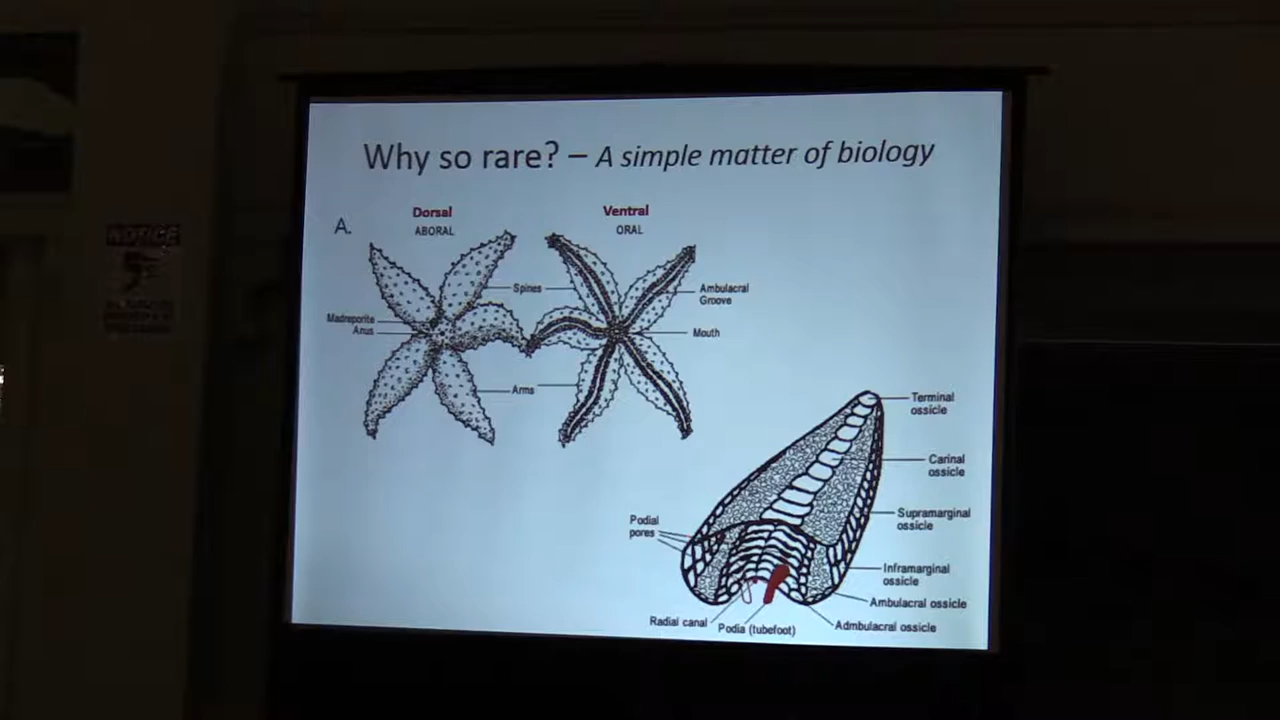 NOTICE
Why so rare? – A simple matter of biology
A.
Dorsal
ABORAL
Ventral
ORAL
Spines
Ambulacral
Groove
Madreporite
Anus
Mouth
Arms
Terminal
ossicle
Carinal
ossicle
Supramarginal
ossicle
Podial
pores
Inframarginal
ossicle
Ambulacral ossicle
Radial canal
Podia (tubefoot)
Admbulacral ossicle